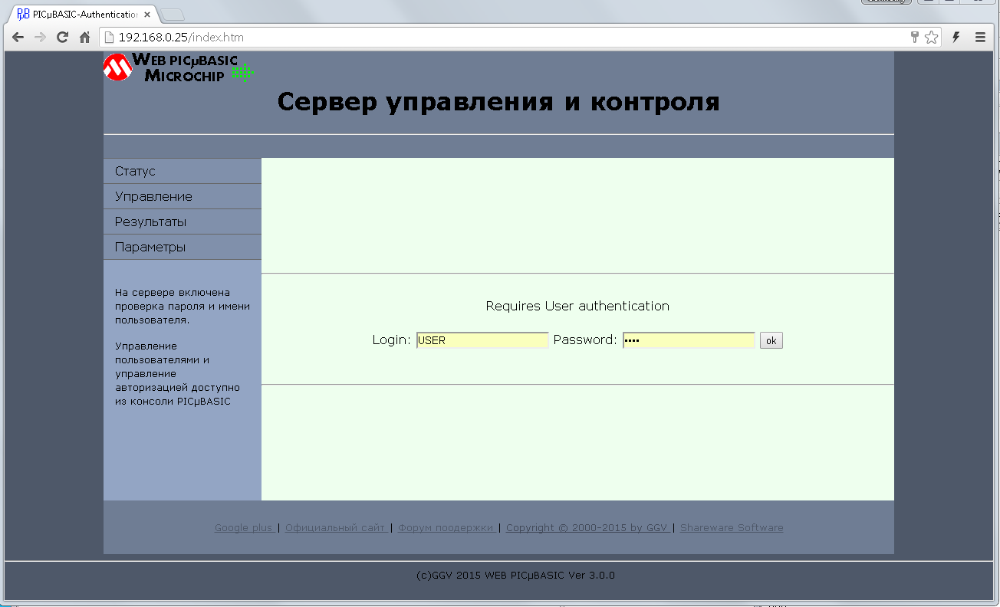 PICµBASIC-Authentication
192.168.0.25/index.htm
WEB PICµBASIC
MICROCHIP
Сервер управления и контроля
Статус
Управление
Результаты
Параметры
На сервере включена
проверка пароля и имени
пользователя.
Управление
пользователями и
управление
авторизацией доступно
из консоли PICµBASIC
Requires User authentication
Login: USER Password: •••• ok
Google plus | Официальный сайт | Форум поодержки | Copyright © 2000-2015 by GGV | Shareware Software
(c)GGV 2015 WEB PICµBASIC Ver 3.0.0